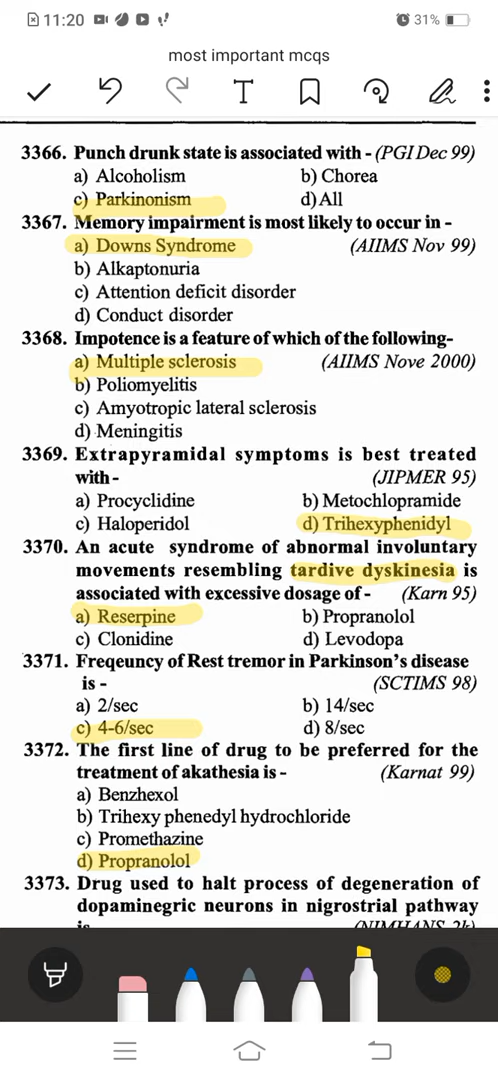 11:20
31%
most important mcqs
T
3366. Punch drunk state is associated with - (PGI Dec 99)
a) Alcoholism b) Chorea
c) Parkinonism d) All
3367. Memory impairment is most likely to occur in -
a) Downs Syndrome (AIIMS Nov 99)
b) Alkaptonuria
c) Attention deficit disorder
d) Conduct disorder
3368. Impotence is a feature of which of the following-
a) Multiple sclerosis (AIIMS Nove 2000)
b) Poliomyelitis
c) Amyotropic lateral sclerosis
d) Meningitis
3369. Extrapyramidal symptoms is best treated
with - (JIPMER 95)
a) Procyclidine b) Metochlopramide
c) Haloperidol d) Trihexyphenidyl
3370. An acute syndrome of abnormal involuntary
movements resembling tardive dyskinesia is
associated with excessive dosage of - (Karn 95)
a) Reserpine b) Propranolol
c) Clonidine d) Levodopa
3371. Freqeuncy of Rest tremor in Parkinson's disease
is - (SCTIMS 98)
a) 2/sec b) 14/sec
c) 4-6/sec d) 8/sec
3372. The first line of drug to be preferred for the
treatment of akathesia is - (Karnat 99)
a) Benzhexol
b) Trihexy phenedyl hydrochloride
c) Promethazine
d) Propranolol
3373. Drug used to halt process of degeneration of
dopaminegric neurons in nigrostrial pathway
is (NIMHANS 2k)